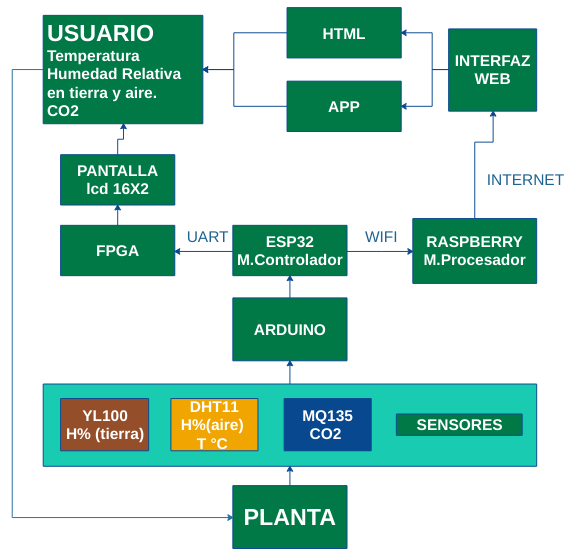 USUARIO
Temperatura
Humedad Relativa
en tierra y aire.
CO2
HTML
APP
INTERFAZ
WEB
PANTALLA
lcd 16X2
INTERNET
FPGA
UART
ESP32
M.Controlador
WIFI
RASPBERRY
M.Procesador
ARDUINO
YL100
H% (tierra)
DHT11
H%(aire)
T °C
MQ135
CO2
SENSORES
PLANTA